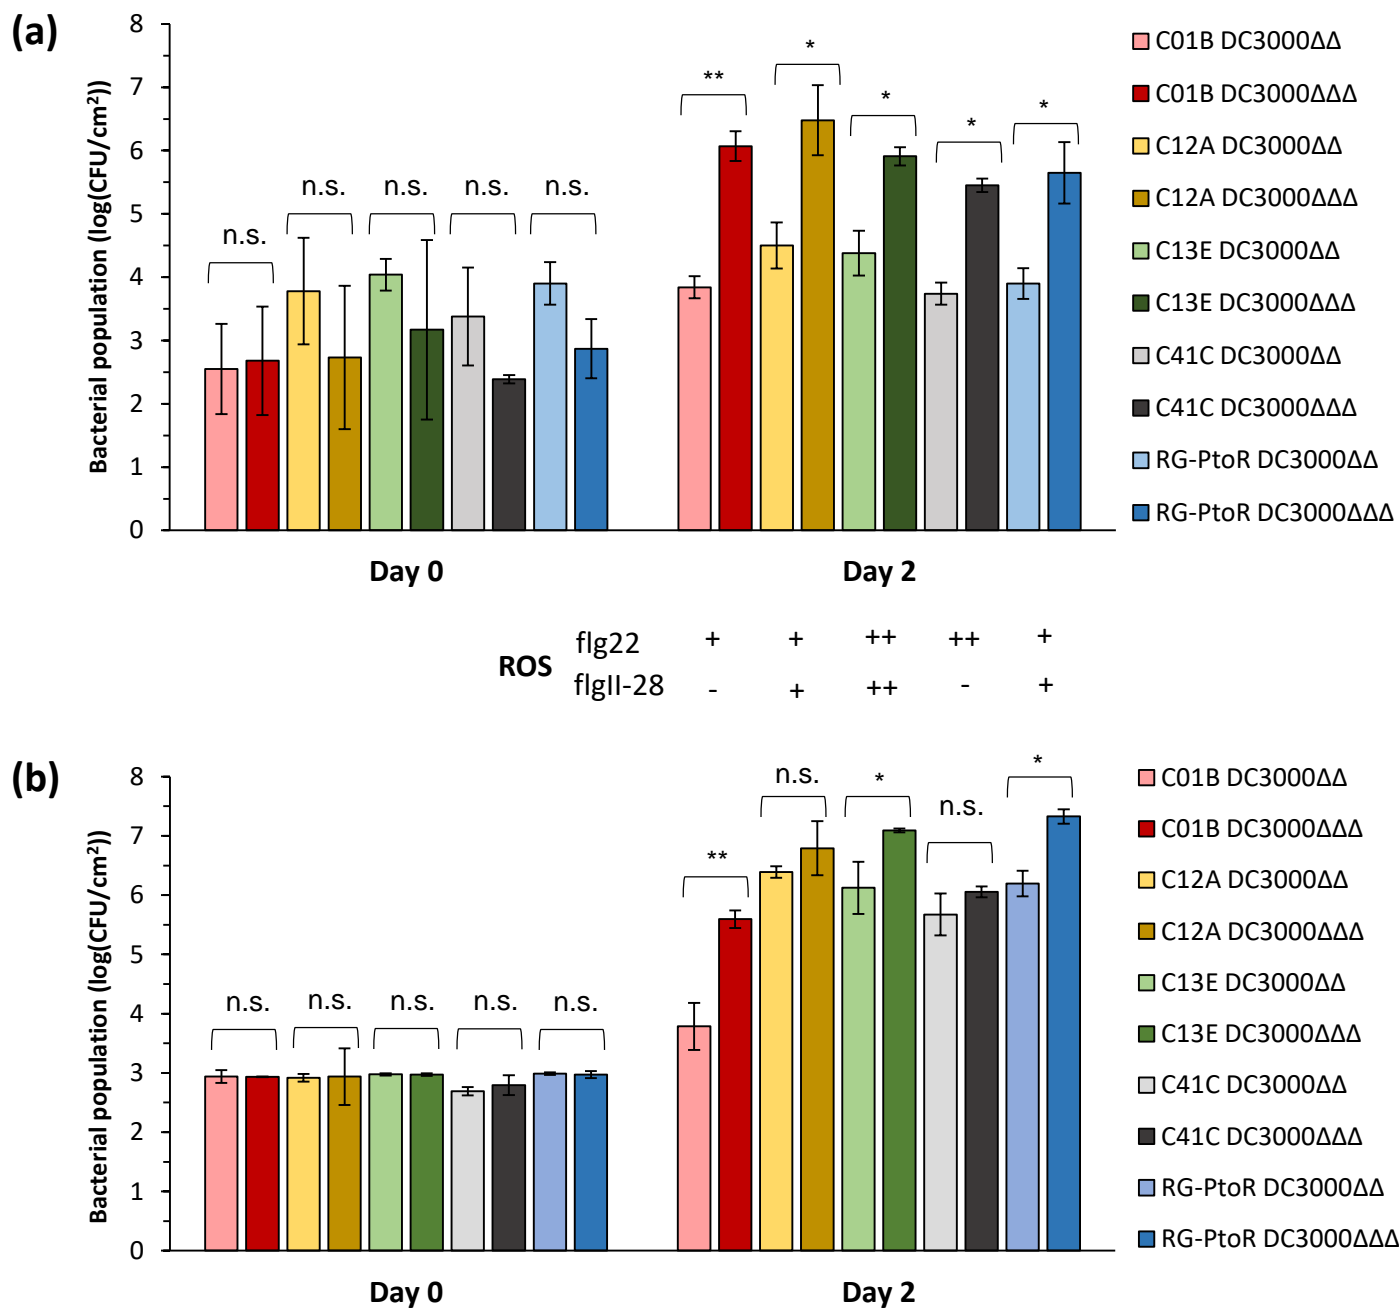 (a)
Bacterial population (log(CFU/cm²))
8
7
6
5
4
3
2
1
0
n.s.
n.s.
n.s.
n.s.
n.s.
**
*
*
*
*
Day 0
Day 2
C01B DC3000ΔΔ
C01B DC3000ΔΔΔ
C12A DC3000ΔΔ
C12A DC3000ΔΔΔ
C13E DC3000ΔΔ
C13E DC3000ΔΔΔ
C41C DC3000ΔΔ
C41C DC3000ΔΔΔ
RG-PtoR DC3000ΔΔ
RG-PtoR DC3000ΔΔΔ
ROS
flg22 + + ++ ++ +
flgII-28 - + ++ - +
(b)
Bacterial population (log(CFU/cm²))
8
7
6
5
4
3
2
1
0
n.s.
n.s.
n.s.
n.s.
n.s.
**
n.s.
*
n.s.
*
Day 0
Day 2
C01B DC3000ΔΔ
C01B DC3000ΔΔΔ
C12A DC3000ΔΔ
C12A DC3000ΔΔΔ
C13E DC3000ΔΔ
C13E DC3000ΔΔΔ
C41C DC3000ΔΔ
C41C DC3000ΔΔΔ
RG-PtoR DC3000ΔΔ
RG-PtoR DC3000ΔΔΔ